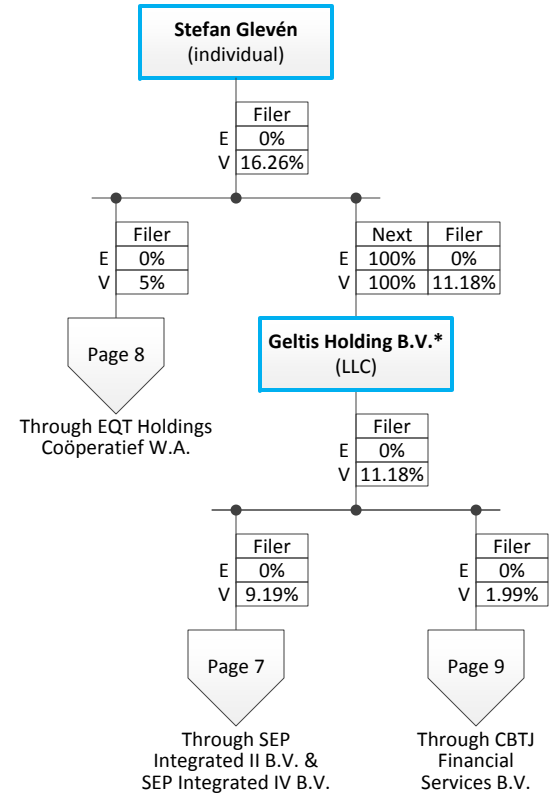 Stefan Glevén
(individual)
Filer
E 0%
V 16.26%
Filer
E 0%
V 5%
Next Filer
E 100% 0%
V 100% 11.18%
Page 8
Through EQT Holdings
Coöperatief W.A.
Geltis Holding B.V.*
(LLC)
Filer
E 0%
V 11.18%
Filer
E 0%
V 9.19%
Filer
E 0%
V 1.99%
Page 7
Through SEP
Integrated II B.V. &
SEP Integrated IV B.V.
Page 9
Through CBTJ
Financial
Services B.V.